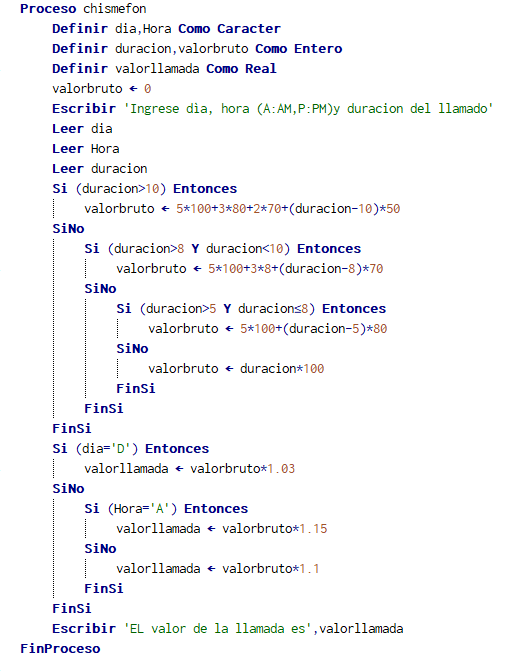 Proceso chismefon
Definir dia,Hora Como Caracter
Definir duracion,valorbruto Como Entero
Definir valorllamada Como Real
valorbruto ← 0
Escribir 'Ingrese dìa, hora (A:AM,P:PM)y duracion del llamado'
Leer dia
Leer Hora
Leer duracion
Si (duracion>10) Entonces
valorbruto ← 5*100+3*80+2*70+(duracion-10)*50
SiNo
Si (duracion>8 Y duracion<10) Entonces
valorbruto ← 5*100+3*8+(duracion-8)*70
SiNo
Si (duracion>5 Y duracion≤8) Entonces
valorbruto ← 5*100+(duracion-5)*80
SiNo
valorbruto ← duracion*100
FinSi
FinSi
FinSi
Si (dia='D') Entonces
valorllamada ← valorbruto*1.03
SiNo
Si (Hora='A') Entonces
valorllamada ← valorbruto*1.15
SiNo
valorllamada ← valorbruto*1.1
FinSi
FinSi
Escribir 'EL valor de la llamada es',valorllamada
FinProceso